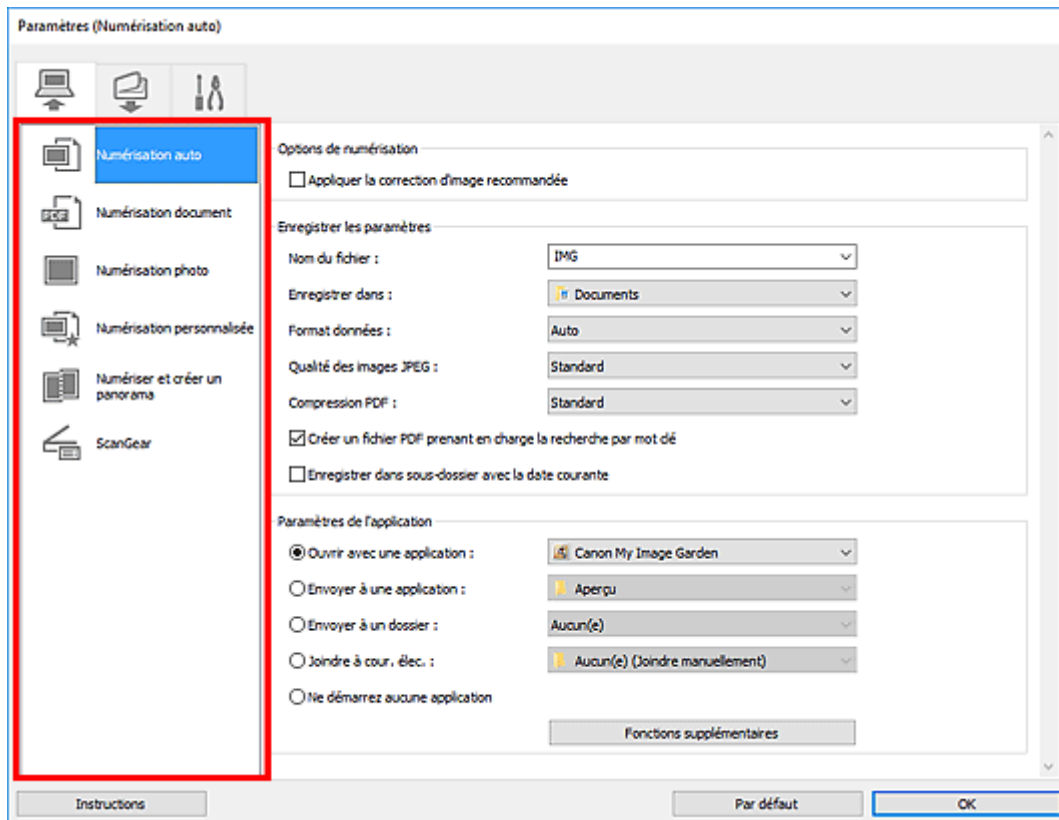 Paramètres (Numérisation auto)
Numérisation auto
Numérisation document
Numérisation photo
Numérisation personnalisée
Numériser et créer un
panorama
ScanGear
Options de numérisation
Appliquer la correction d'image recommandée
Enregistrer les paramètres
Nom du fichier : IMG
Enregistrer dans : Documents
Format données : Auto
Qualité des images JPEG : Standard
Compression PDF : Standard
Créer un fichier PDF prenant en charge la recherche par mot clé
Enregistrer dans sous-dossier avec la date courante
Paramètres de l'application
Ouvrir avec une application : Canon My Image Garden
Envoyer à une application : Aperçu
Envoyer à un dossier : Aucun(e)
Joindre à cour. élec. : Aucun(e) (Joindre manuellement)
Ne démarrez aucune application
Fonctions supplémentaires
Instructions
Par défaut
OK